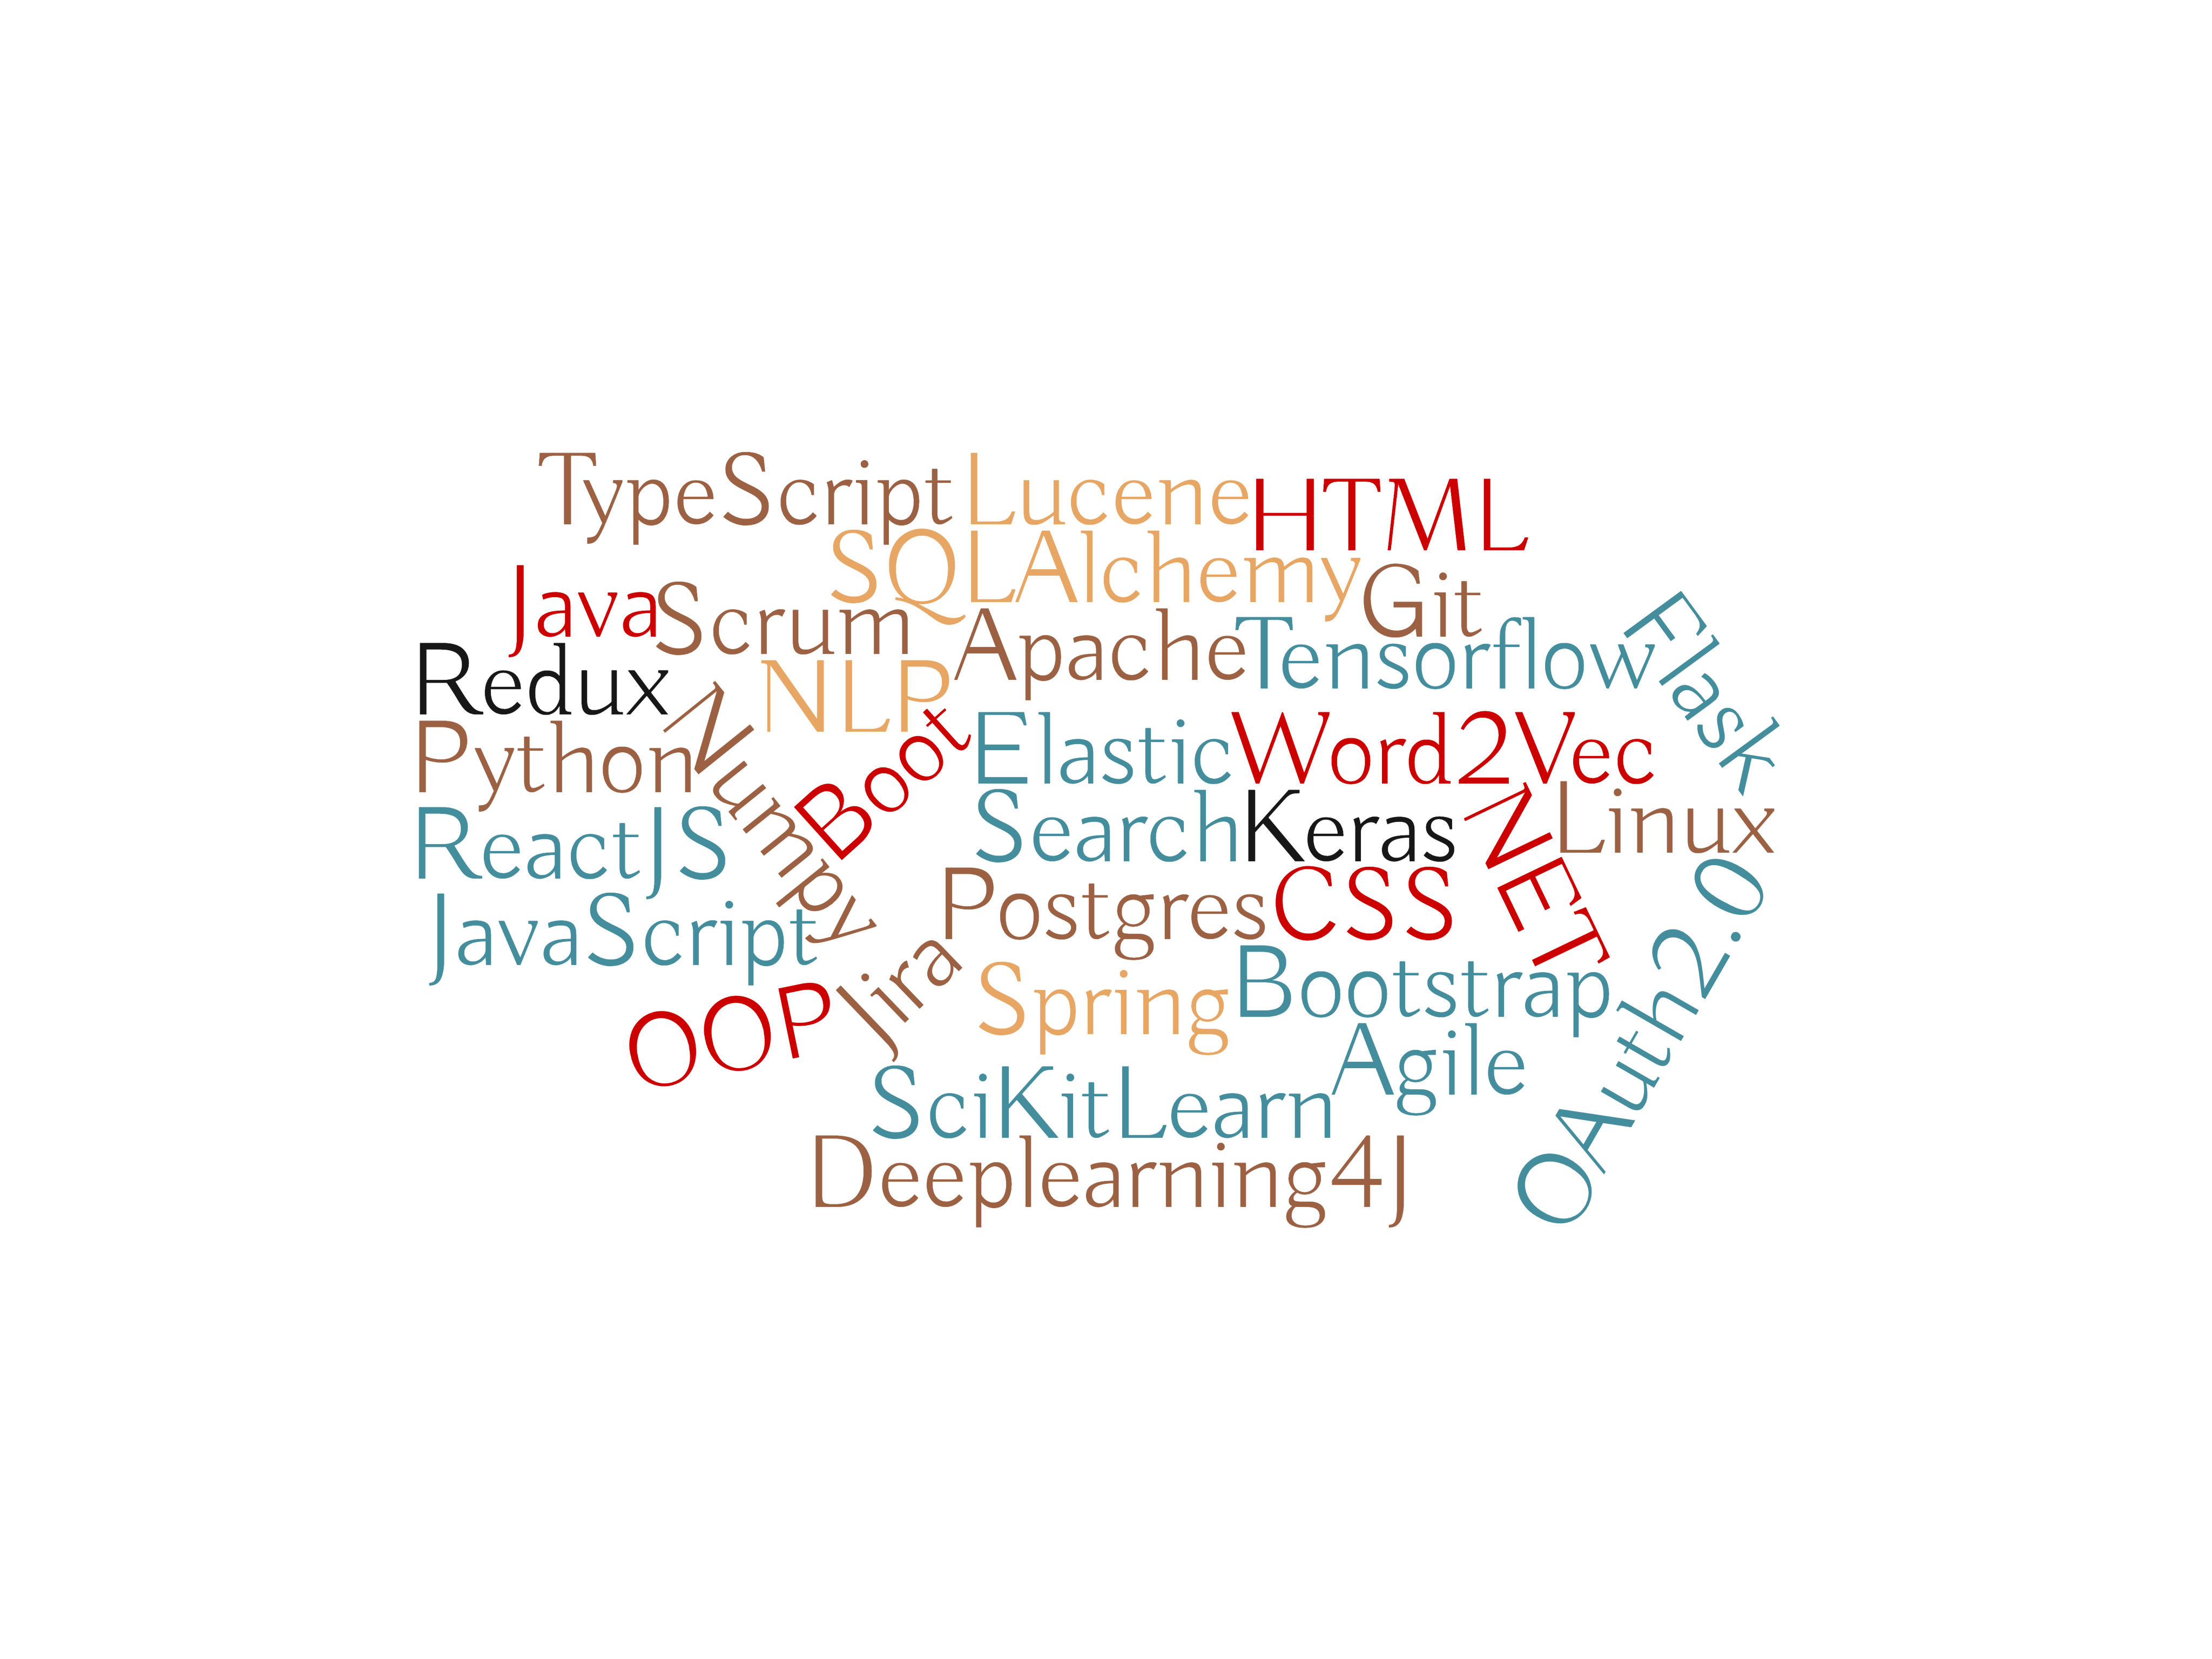 TypeScript Lucene HTML
SQLAlchemy Git
Java Scrum Apache Tensorflow Flask
Redux NLP
Python Numpy Boox Elastic Word2Vec
ReactJS Search Keras NET Linux
JavaScript Postgres CSS OAuth2.0
OOP Jira Spring Bootstrap
SciKitLearn Agile
Deeplearning4J